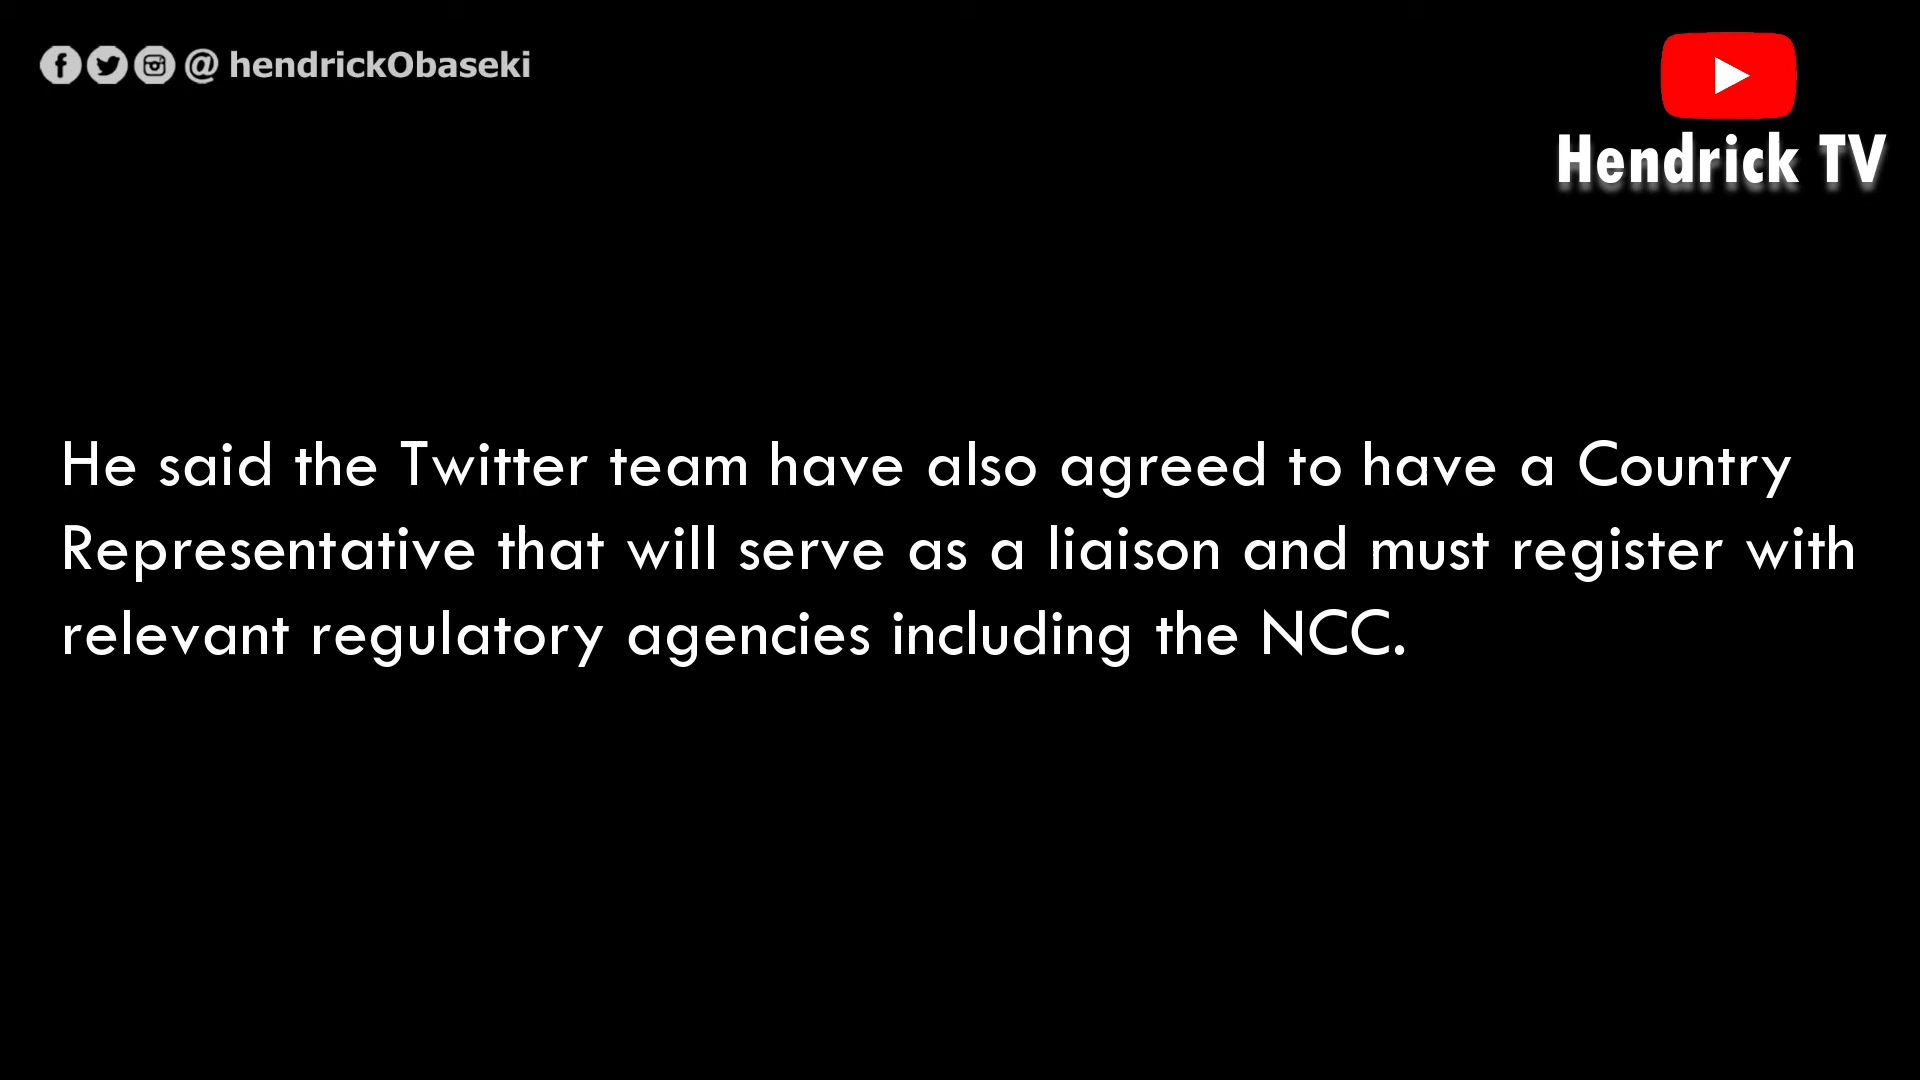 @ hendrickObaseki
Hendrick TV
He said the Twitter team have also agreed to have a Country
Representative that will serve as a liaison and must register with
relevant regulatory agencies including the NCC.